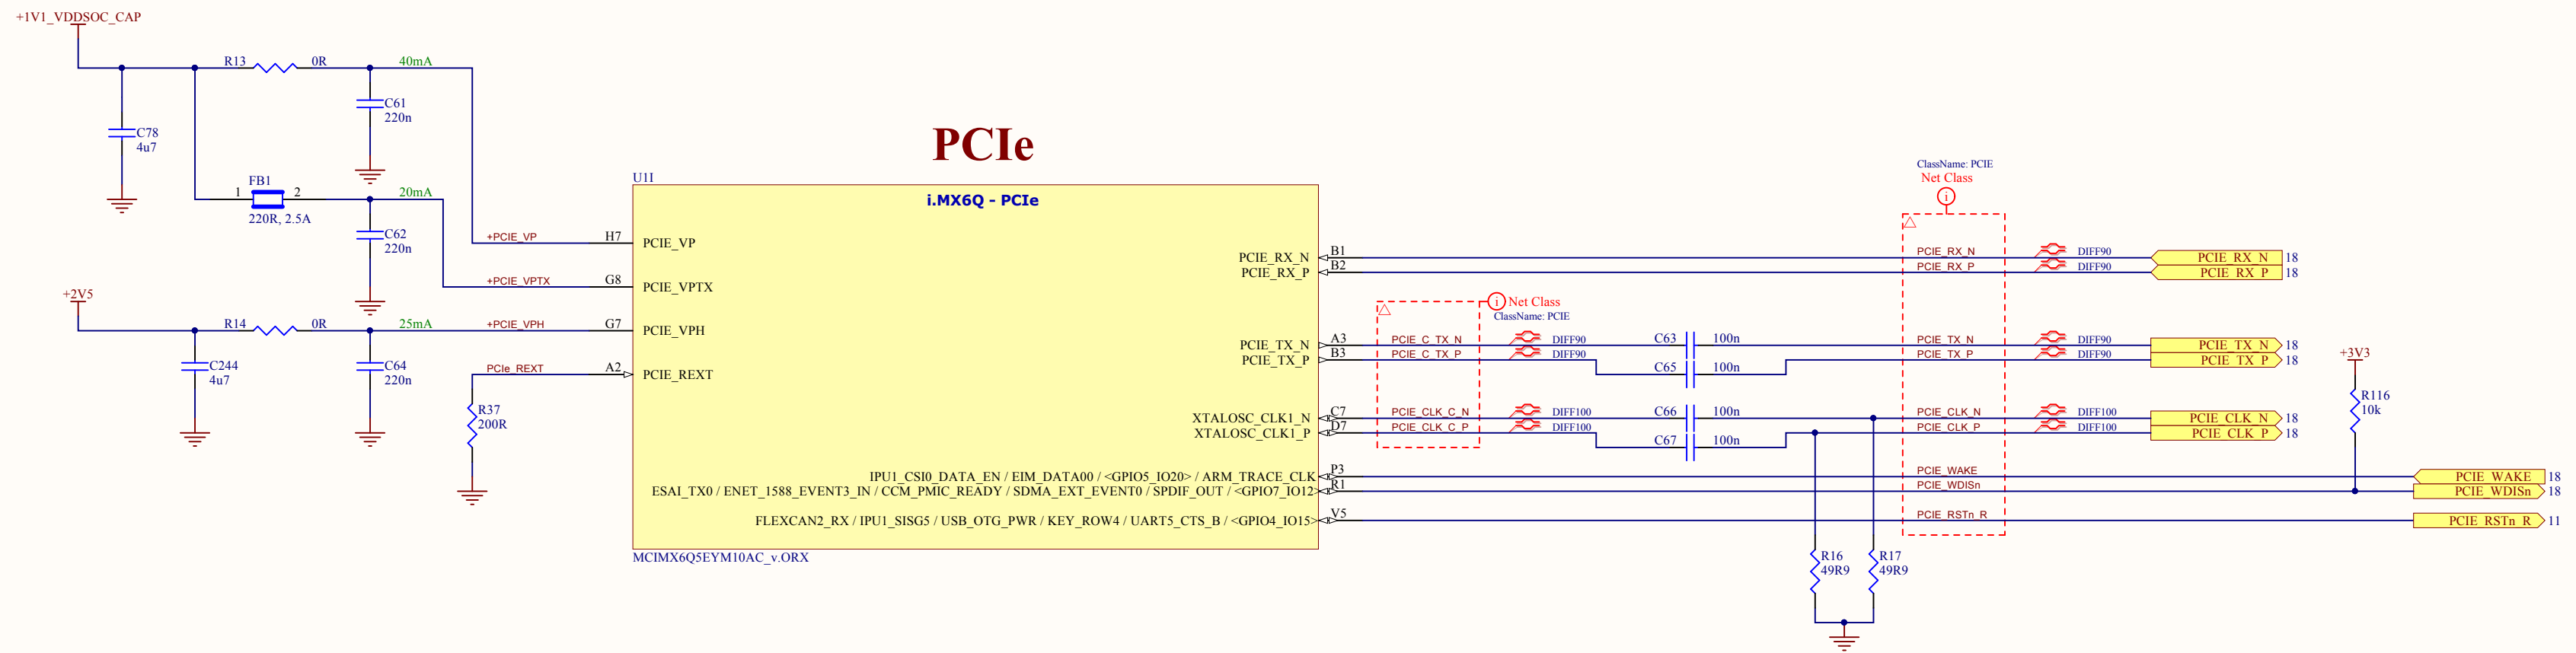 +1V1_VDDSOC_CAP
R13 0R 40mA
C61
220n
C78
4u7
FB1
1 2 20mA
220R, 2.5A
C62
220n
+PCIE_VP H7 PCIE_VP
+PCIE_VPTX G8 PCIE_VPTX
+2V5
R14 0R 25mA +PCIE_VPH G7 PCIE_VPH
C244
4u7
C64
220n
PCIe_REXT A2 PCIE_REXT
R37
200R
PCIe
U1I
i.MX6Q - PCIe
MCIMX6Q5EYM10AC_v.ORX
ClassName: PCIE
Net Class
i
PCIE_RX_N B1 PCIE_RX_N DIFF90 PCIE_RX_N 18
PCIE_RX_P B2 PCIE_RX_P DIFF90 PCIE_RX_P 18
i Net Class
ClassName: PCIE
PCIE_TX_N A3 PCIE_C_TX_N DIFF90 C63 100n PCIE_TX_N DIFF90 PCIE_TX_N 18
PCIE_TX_P B3 PCIE_C_TX_P DIFF90 C65 100n PCIE_TX_P DIFF90 PCIE_TX_P 18
XTALOSC_CLK1_N C7 PCIE_CLK_C_N DIFF100 C66 100n PCIE_CLK_N DIFF100 PCIE_CLK_N 18
XTALOSC_CLK1_P D7 PCIE_CLK_C_P DIFF100 C67 100n PCIE_CLK_P DIFF100 PCIE_CLK_P 18
+3V3
R116
10k
IPU1_CSI0_DATA_EN / EIM_DATA00 / <GPIO5_IO20> / ARM_TRACE_CLK P3 PCIE_WAKE PCIE_WAKE 18
ESAI_TX0 / ENET_1588_EVENT3_IN / CCM_PMIC_READY / SDMA_EXT_EVENT0 / SPDIF_OUT / <GPIO7_IO12> R1 PCIE_WDISn PCIE_WDISn 18
FLEXCAN2_RX / IPU1_SISG5 / USB_OTG_PWR / KEY_ROW4 / UART5_CTS_B / <GPIO4_IO15> V5 PCIE_RSTn_R PCIE_RSTn_R 11
R16
49R9
R17
49R9